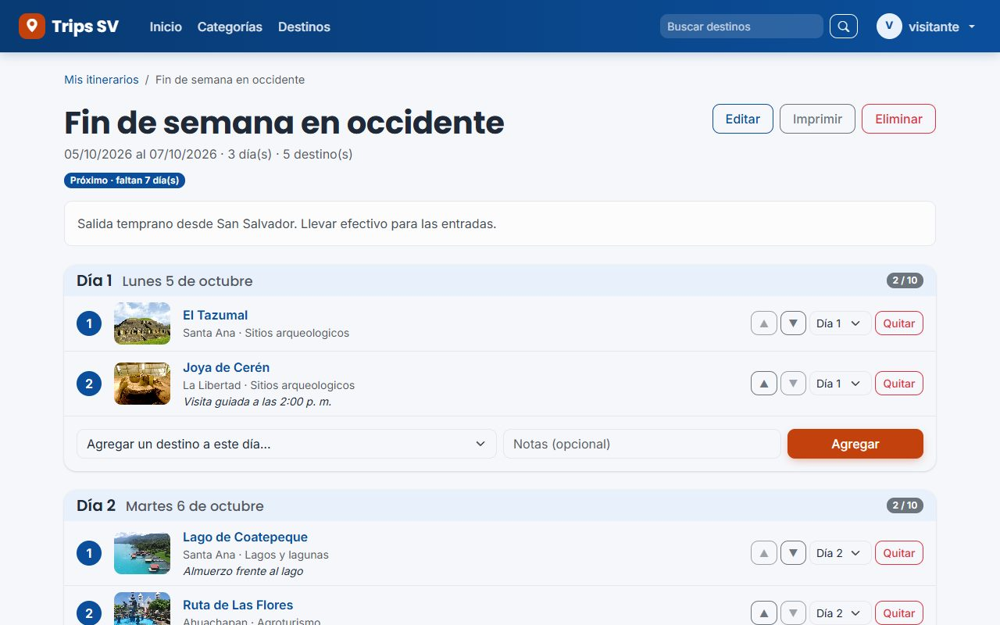 Trips SV
Inicio
Categorías
Destinos
Buscar destinos
V
visitante
Mis itinerarios / Fin de semana en occidente
Fin de semana en occidente
Editar
Imprimir
Eliminar
05/10/2026 al 07/10/2026 · 3 día(s) · 5 destino(s)
Próximo · faltan 7 día(s)
Salida temprano desde San Salvador. Llevar efectivo para las entradas.
Día 1 Lunes 5 de octubre
2 / 10
1
El Tazumal
Santa Ana · Sitios arqueologicos
▲
▼
Día 1
Quitar
2
Joya de Cerén
La Libertad · Sitios arqueologicos
Visita guiada a las 2:00 p. m.
▲
▼
Día 1
Quitar
Agregar un destino a este día...
Notas (opcional)
Agregar
Día 2 Martes 6 de octubre
2 / 10
1
Lago de Coatepeque
Santa Ana · Lagos y lagunas
Almuerzo frente al lago
▲
▼
Día 2
Quitar
2
Ruta de Las Flores
Ahuachapan · Agroturismo
▲
▼
Día 2
Quitar